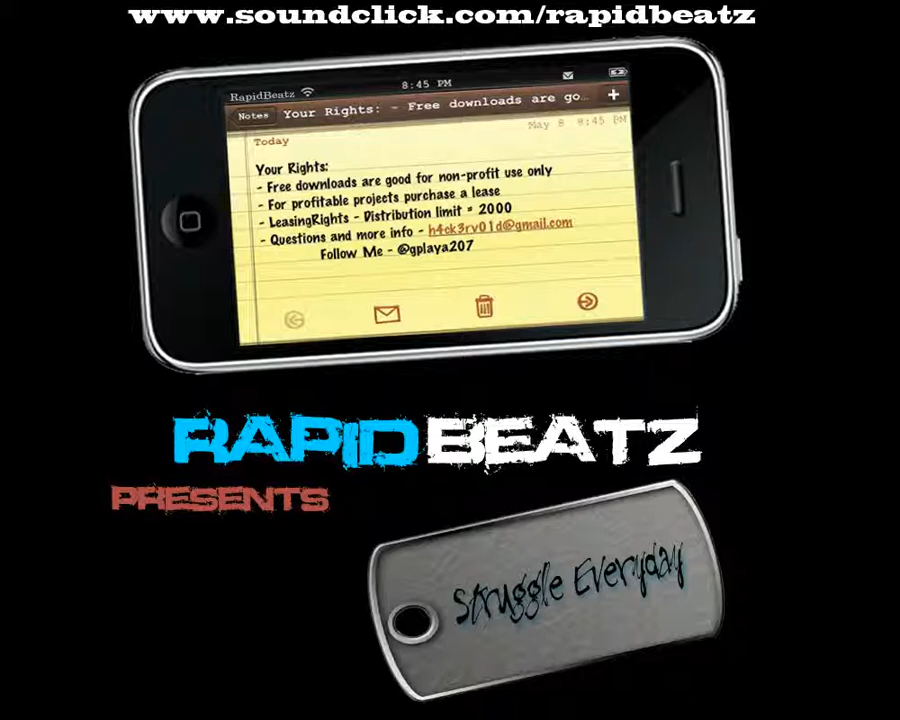 www.soundclick.com/rapidbeatz
RapidBeatz 8:45 PM
Notes Your Rights: - Free downloads are go... +
May 8 8:45 PM
Today
Your Rights:
- Free downloads are good for non-profit use only
- For profitable projects purchase a lease
- LeasingRights - Distribution limit = 2000
- Questions and more info - h4ck3rv01d@gmail.com
Follow Me - @gplaya207
RAPIDBEATZ
PRESENTS
Struggle Everyday